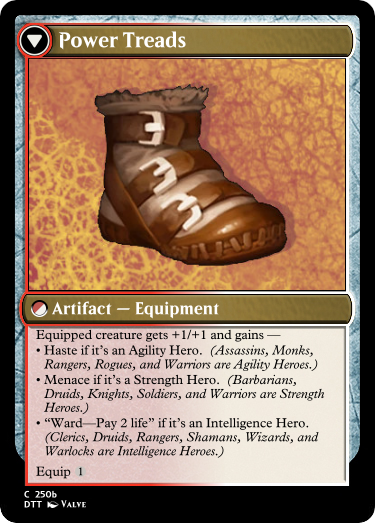 Power Treads
Artifact — Equipment
Equipped creature gets +1/+1 and gains —
• Haste if it's an Agility Hero. (Assassins, Monks,
Rangers, Rogues, and Warriors are Agility Heroes.)
• Menace if it's a Strength Hero. (Barbarians,
Druids, Knights, Soldiers, and Warriors are Strength
Heroes.)
• “Ward—Pay 2 life” if it's an Intelligence Hero.
(Clerics, Druids, Rangers, Shamans, Wizards, and
Warlocks are Intelligence Heroes.)
Equip 1
C 250b
DTT VALVE